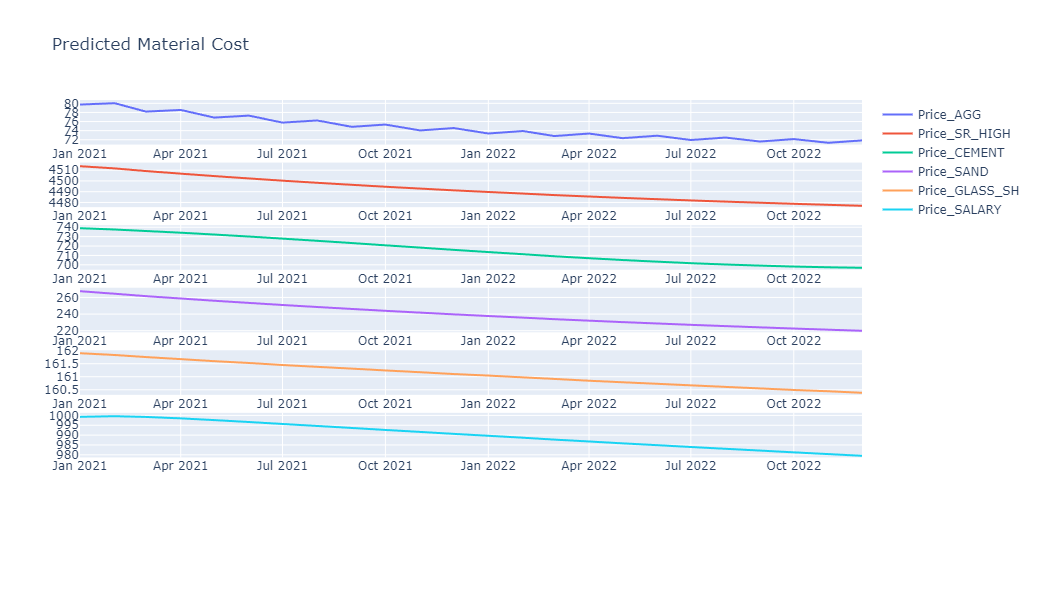 Predicted Material Cost
80
78
76
74
72
Jan 2021 Apr 2021 Jul 2021 Oct 2021 Jan 2022 Apr 2022 Jul 2022 Oct 2022
4510
4500
4490
4480
Jan 2021 Apr 2021 Jul 2021 Oct 2021 Jan 2022 Apr 2022 Jul 2022 Oct 2022
740
730
720
710
700
Jan 2021 Apr 2021 Jul 2021 Oct 2021 Jan 2022 Apr 2022 Jul 2022 Oct 2022
260
240
220
Jan 2021 Apr 2021 Jul 2021 Oct 2021 Jan 2022 Apr 2022 Jul 2022 Oct 2022
162
161.5
161
160.5
Jan 2021 Apr 2021 Jul 2021 Oct 2021 Jan 2022 Apr 2022 Jul 2022 Oct 2022
1000
995
990
985
980
Jan 2021 Apr 2021 Jul 2021 Oct 2021 Jan 2022 Apr 2022 Jul 2022 Oct 2022
Price_AGG
Price_SR_HIGH
Price_CEMENT
Price_SAND
Price_GLASS_SH
Price_SALARY